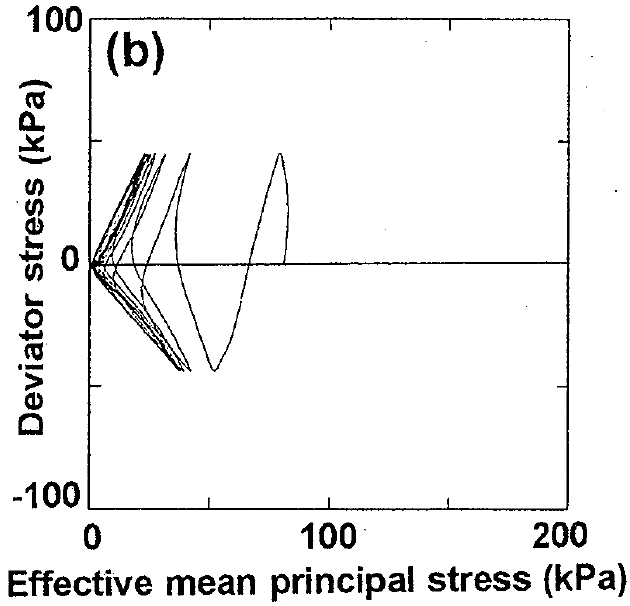 100
(b)
Deviator stress (kPa)
0
-100
0
100
200
Effective mean principal stress (kPa)